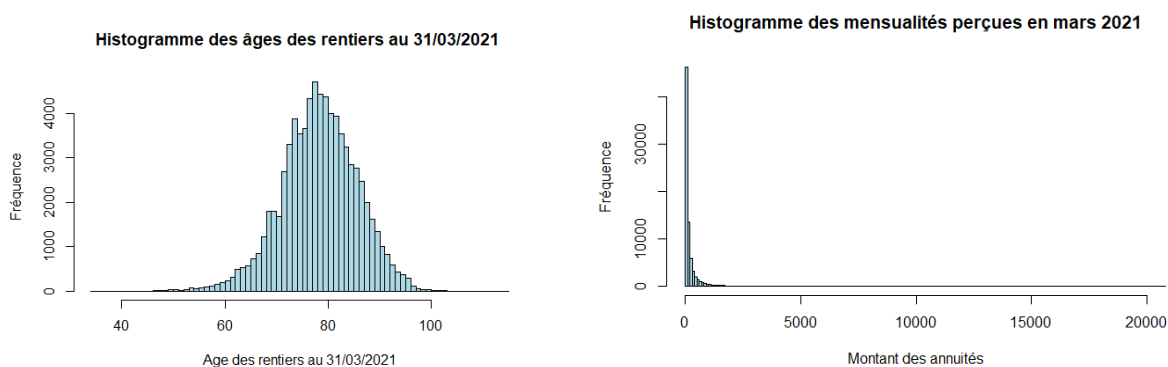 Histogramme des âges des rentiers au 31/03/2021
Fréquence
0
1000
2000
3000
4000
40
60
80
100
Age des rentiers au 31/03/2021
Histogramme des mensualités perçues en mars 2021
Fréquence
0
10000
30000
0
5000
10000
15000
20000
Montant des annuités